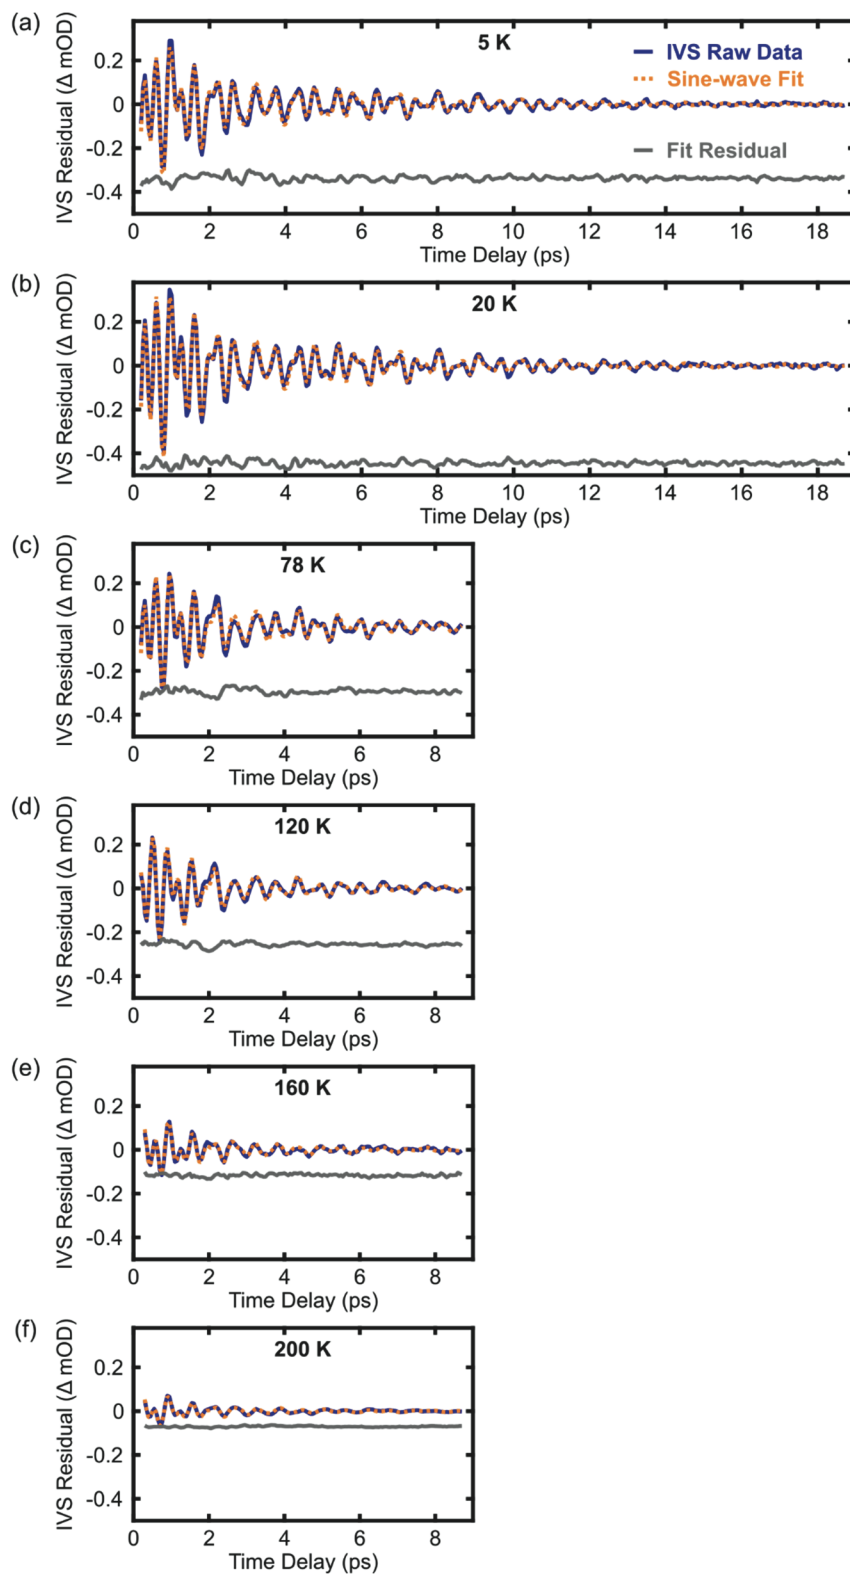 (a)
5 K
IVS Raw Data
Sine-wave Fit
Fit Residual
IVS Residual (Δ mOD)
0.2
0
-0.2
-0.4
0 2 4 6 8 10 12 14 16 18
Time Delay (ps)
(b)
20 K
IVS Residual (Δ mOD)
0.2
0
-0.2
-0.4
0 2 4 6 8 10 12 14 16 18
Time Delay (ps)
(c)
78 K
IVS Residual (Δ mOD)
0.2
0
-0.2
-0.4
0 2 4 6 8
Time Delay (ps)
(d)
120 K
IVS Residual (Δ mOD)
0.2
0
-0.2
-0.4
0 2 4 6 8
Time Delay (ps)
(e)
160 K
IVS Residual (Δ mOD)
0.2
0
-0.2
-0.4
0 2 4 6 8
Time Delay (ps)
(f)
200 K
IVS Residual (Δ mOD)
0.2
0
-0.2
-0.4
0 2 4 6 8
Time Delay (ps)